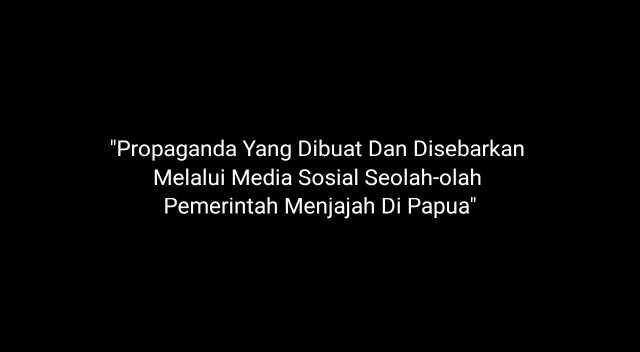 "Propaganda Yang Dibuat Dan Disebarkan
Melalui Media Sosial Seolah-olah
Pemerintah Menjajah Di Papua"